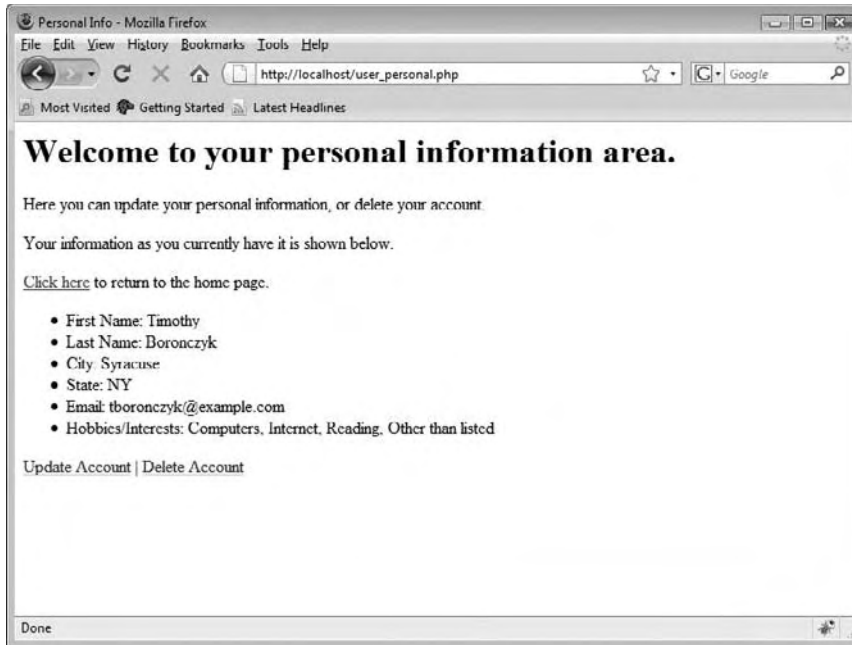 Personal Info - Mozilla Firefox
File Edit View History Bookmarks Tools Help
http://localhost/user_personal.php
G Google
Most Visited Getting Started Latest Headlines
Welcome to your personal information area.
Here you can update your personal information, or delete your account.
Your information as you currently have it is shown below.
Click here to return to the home page.
• First Name: Timothy
• Last Name: Boronczyk
• City: Syracuse
• State: NY
• Email: tboronczyk@example.com
• Hobbies/Interests: Computers, Internet, Reading, Other than listed
Update Account | Delete Account
Done